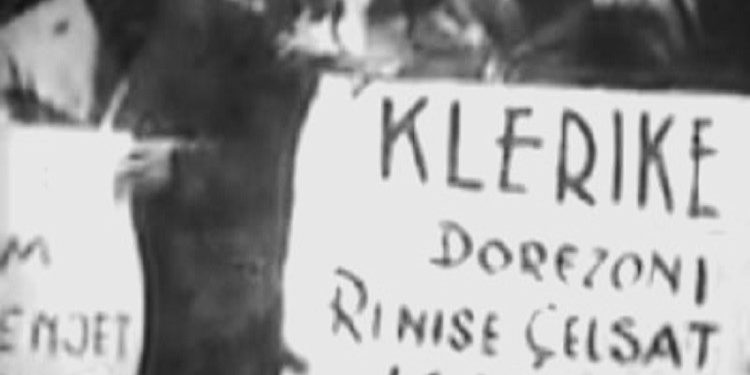 KLERIKE
DOREZONI
RINISE ÇELSAT
M
ENJET